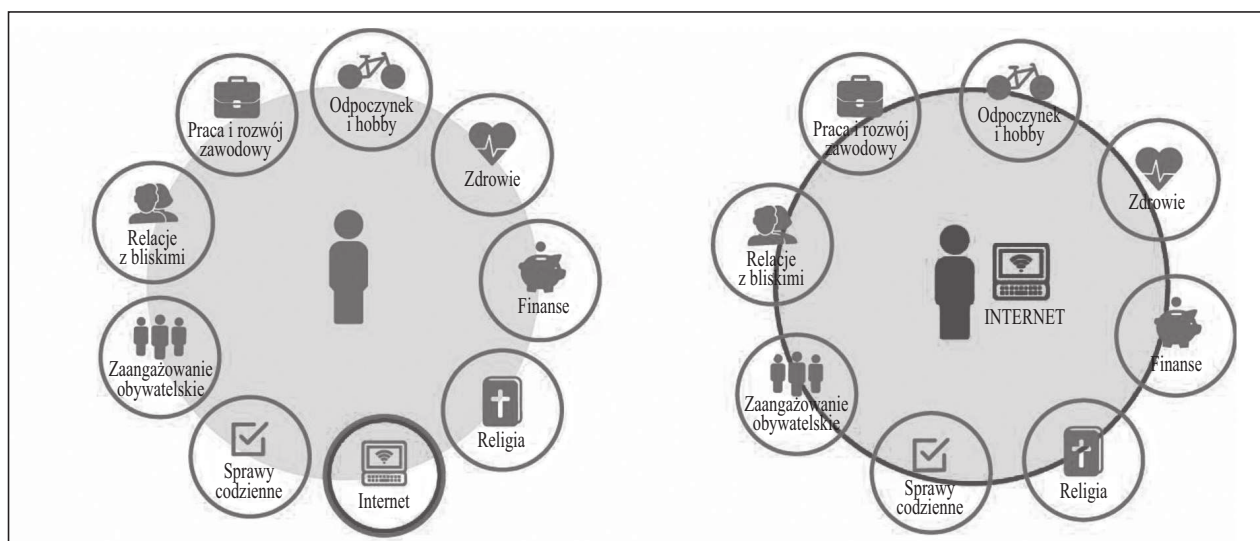 Odpoczynek
i hobby
Praca i rozwój
zawodowy
Zdrowie
Relacje
z bliskimi
Finanse
Zaangażowanie
obywatelskie
Religia
Sprawy
codzienne
Internet
Odpoczynek
i hobby
Praca i rozwój
zawodowy
Zdrowie
Relacje
z bliskimi
INTERNET
Finanse
Zaangażowanie
obywatelskie
Religia
Sprawy
codzienne